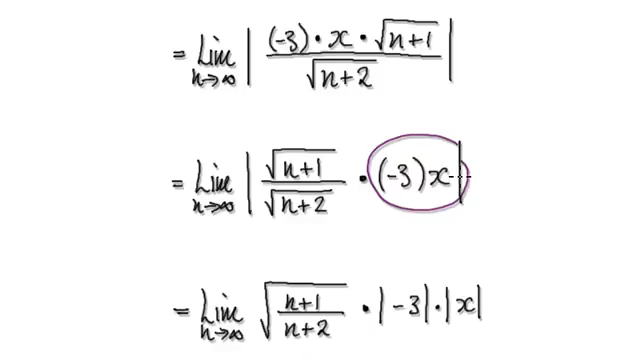 = Lim n→∞ | (-3) • x • √(n+1) / √(n+2) |
= Lim n→∞ | √(n+1) / √(n+2) • (-3)x |
= Lim n→∞ √((n+1)/(n+2)) • |-3| • |x|